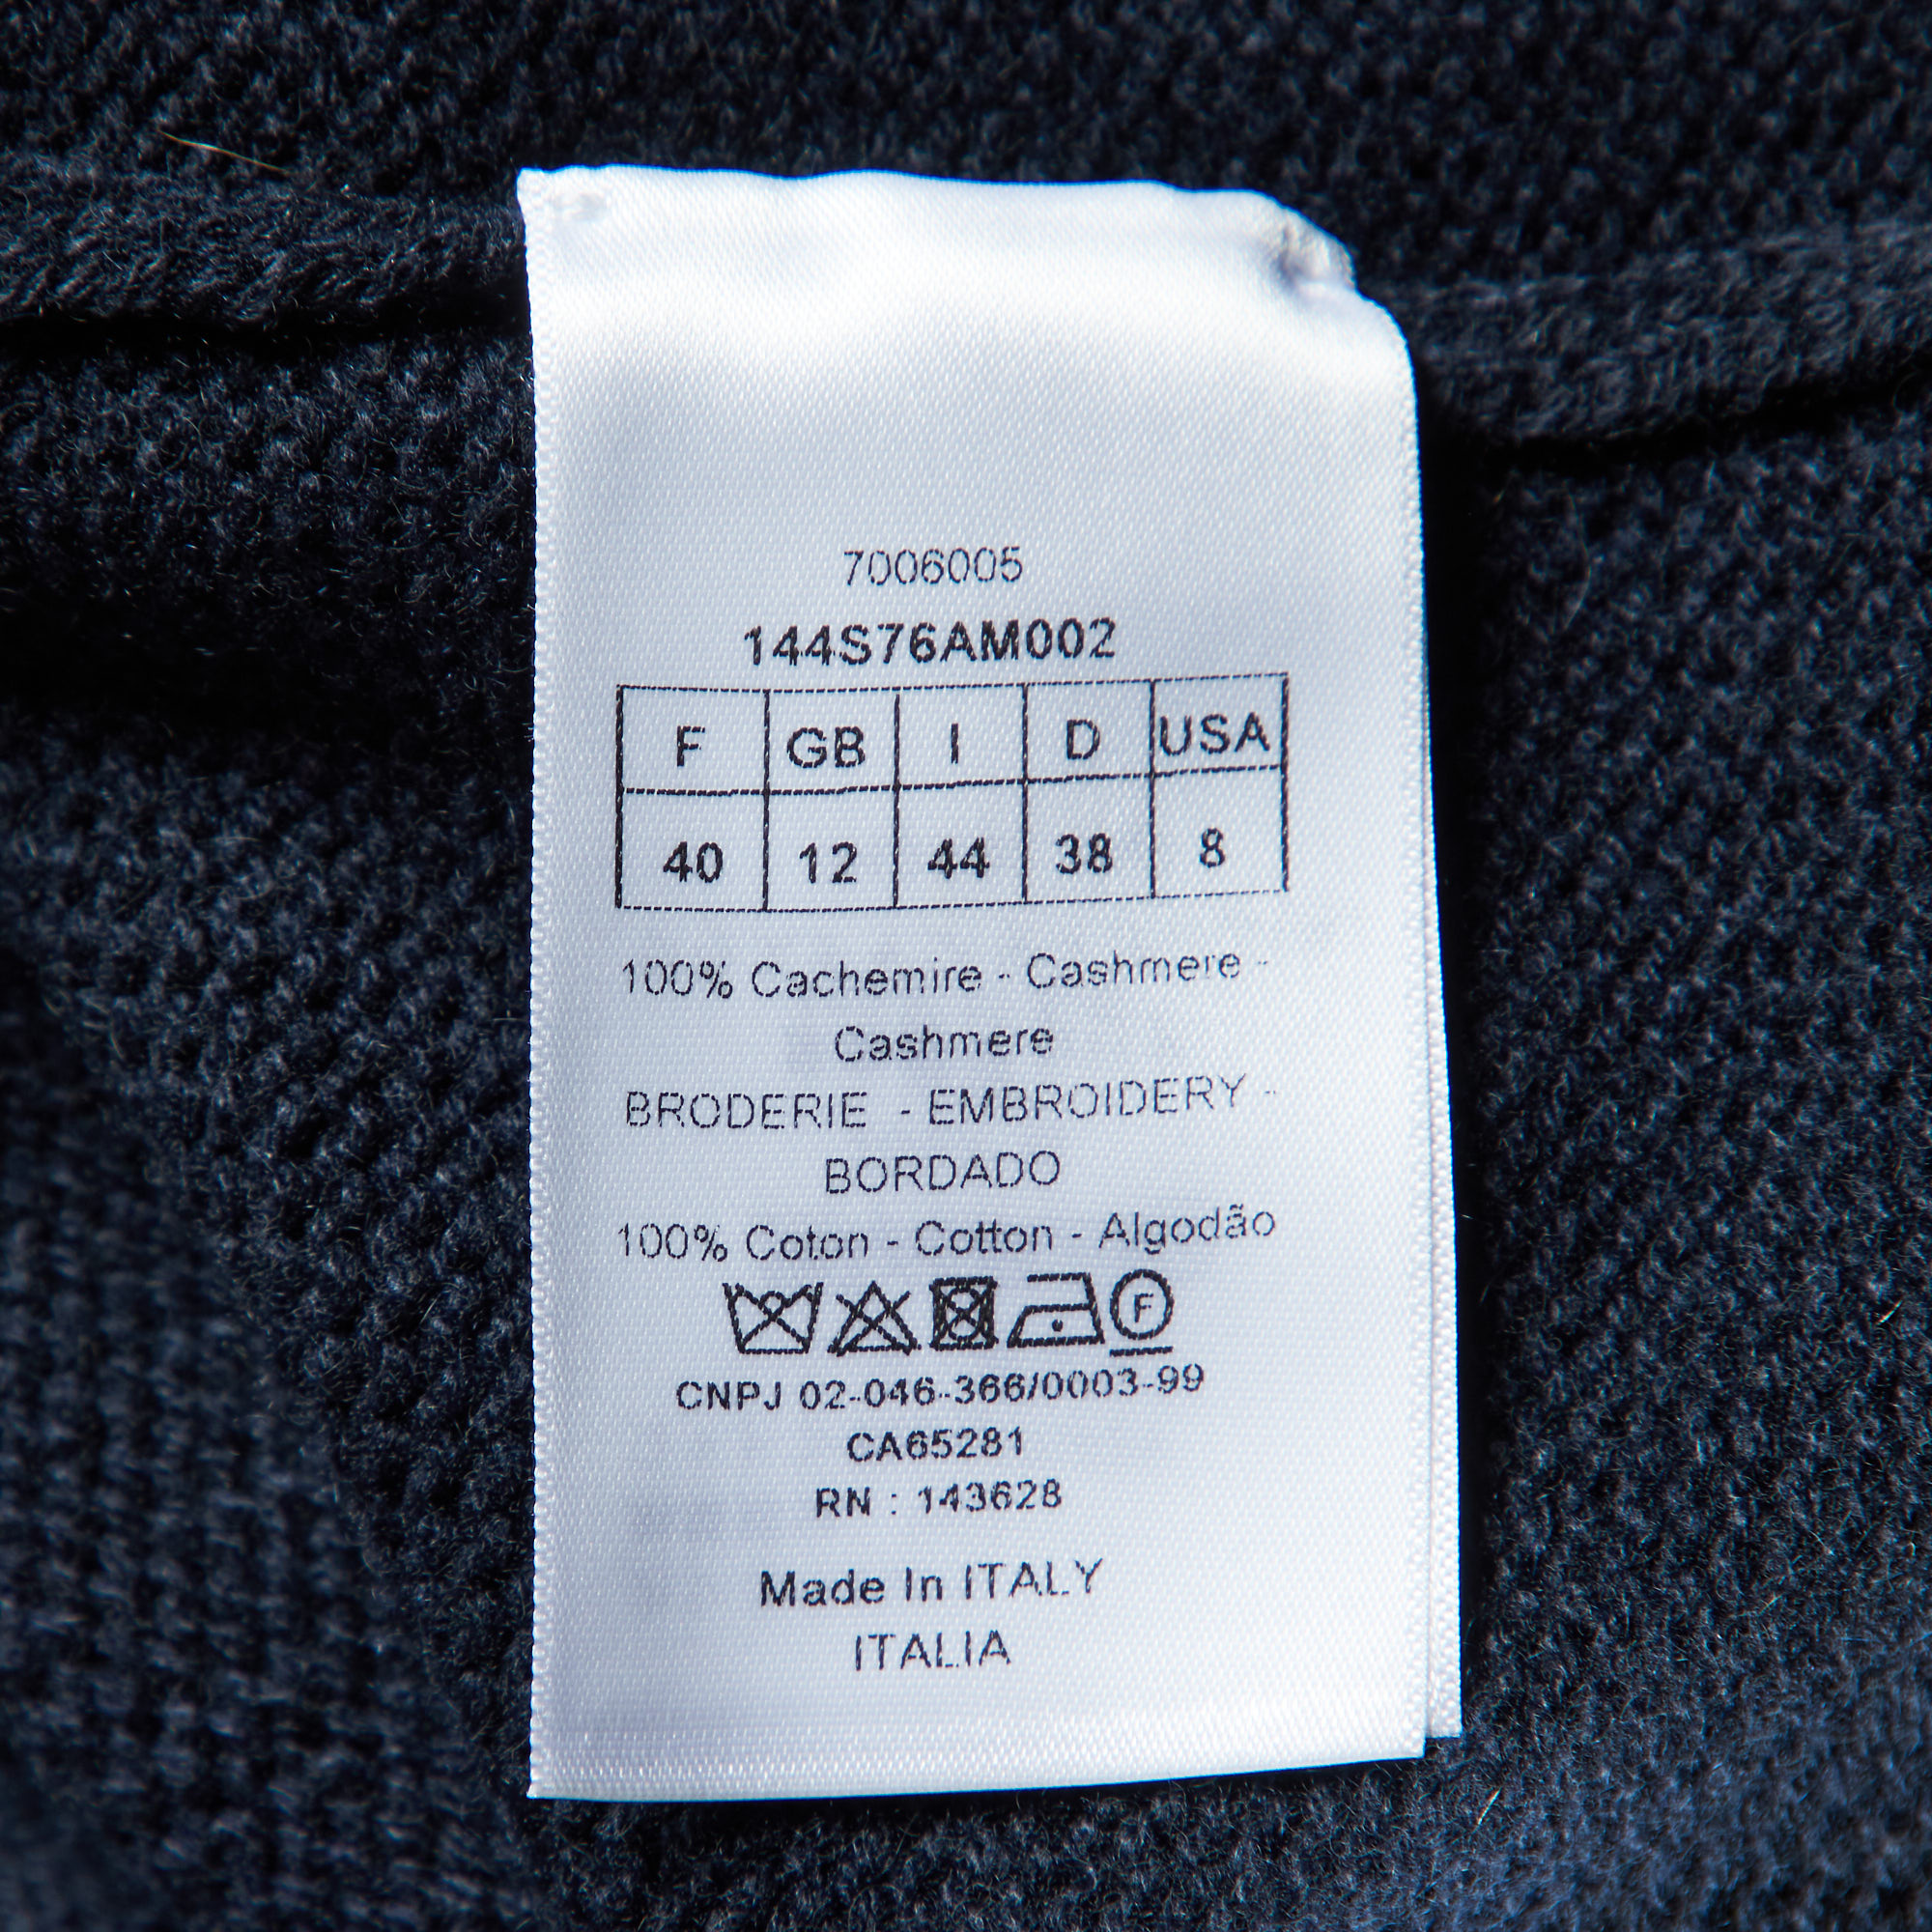 7006005
144S76AM002
F GB I D USA
40 12 44 38 8
100% Cachemire - Cashmere -
Cashmere
BRODERIE - EMBROIDERY -
BORDADO
100% Coton - Cotton - Algodão
F
CNPJ 02-046-366/0003-99
CA65281
RN : 143628
Made In ITALY
ITALIA